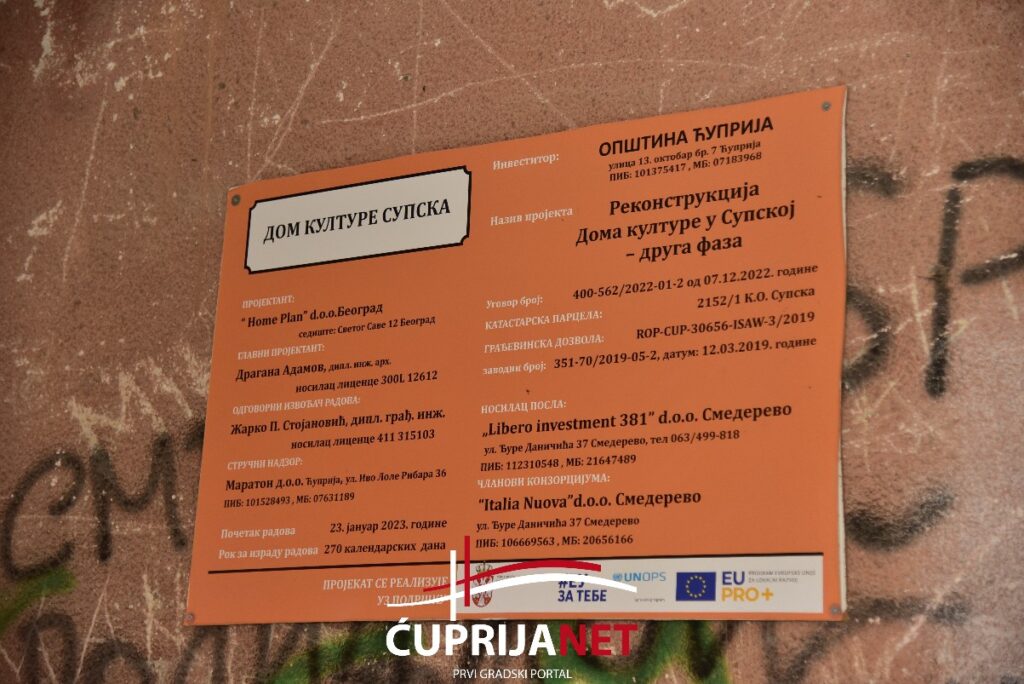 ДОМ КУЛТУРЕ СУПСКА
ПРОЈЕКТАНТ:
“ Home Plan” d.o.o.Београд
седиште: Светог Саве 12 Београд
ГЛАВНИ ПРОЈЕКТАНТ:
Драгана Адамов, дипл. инж. арх.
носилац лиценце 300L 12612
ОДГОВОРНИ ИЗВОЂАЧ РАДОВА:
Жарко П. Стојановић, дипл. грађ. инж.
носилац лиценце 411 315103
СТРУЧНИ НАДЗОР:
Маратон д.о.о. Ћуприја, ул. Иво Лоле Рибара 36
ПИБ: 101528493 , МБ: 07631189
Почетак радова 23. јануар 2023. године
Рок за израду радова 270 календарских дана
Инвеститор: ОПШТИНА ЋУПРИЈА
улица 13. октобар бр. 7 Ћуприја
ПИБ: 101375417 , МБ: 07183968
Назив пројекта Реконструкција
Дома културе у Супској
– друга фаза
Уговор број: 400-562/2022-01-2 од 07.12.2022. године
КАТАСТАРСКА ПАРЦЕЛА: 2152/1 К.О. Супска
ГРАЂЕВИНСКА ДОЗВОЛА: ROP-CUP-30656-ISAW-3/2019
заводни број: 351-70/2019-05-2, датум: 12.03.2019. године
НОСИЛАЦ ПОСЛА:
„Libero investment 381” d.o.o. Смедерево
ул. Ђуре Даничића 37 Смедерево, тел 063/499-818
ПИБ: 112310548 , МБ: 21647489
ЧЛАНОВИ КОНЗОРЦИЈУМА:
“Italia Nuova”d.o.o. Смедерево
ул. Ђуре Даничића 37 Смедерево
ПИБ: 106669563 , МБ: 20656166
ПРОЈЕКАТ СЕ РЕАЛИЗУЈЕ
УЗ ПОДРШКУ
#ЕУ
ЗА ТЕБЕ
UNOPS
EU
PRO+
PROGRAM EVROPSKE UNIJE
ZA LOKALNI RAZVOJ
ĆUPRIJANET
PRVI GRADSKI PORTAL